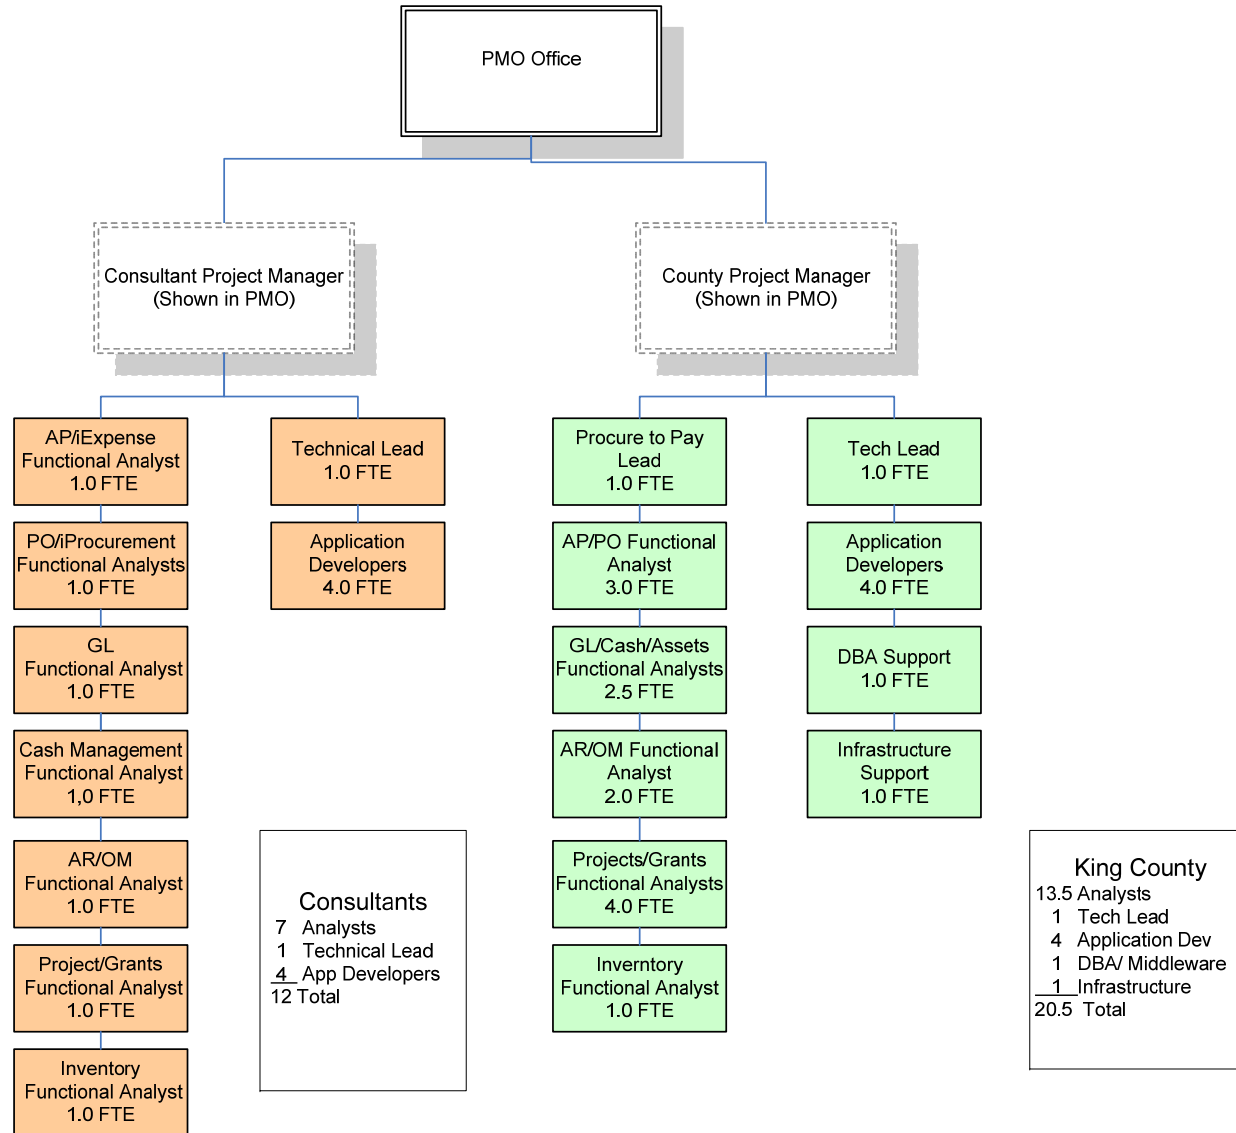 PMO Office
Consultant Project Manager
(Shown in PMO)
County Project Manager
(Shown in PMO)
AP/iExpense
Functional Analyst
1.0 FTE
PO/iProcurement
Functional Analysts
1.0 FTE
GL
Functional Analyst
1.0 FTE
Cash Management
Functional Analyst
1,0 FTE
AR/OM
Functional Analyst
1.0 FTE
Project/Grants
Functional Analyst
1.0 FTE
Inventory
Functional Analyst
1.0 FTE
Technical Lead
1.0 FTE
Application
Developers
4.0 FTE
Consultants
7 Analysts
1 Technical Lead
4 App Developers
12 Total
Procure to Pay
Lead
1.0 FTE
AP/PO Functional
Analyst
3.0 FTE
GL/Cash/Assets
Functional Analysts
2.5 FTE
AR/OM Functional
Analyst
2.0 FTE
Projects/Grants
Functional Analysts
4.0 FTE
Inverntory
Functional Analyst
1.0 FTE
Tech Lead
1.0 FTE
Application
Developers
4.0 FTE
DBA Support
1.0 FTE
Infrastructure
Support
1.0 FTE
King County
13.5 Analysts
1 Tech Lead
4 Application Dev
1 DBA/ Middleware
1 Infrastructure
20.5 Total